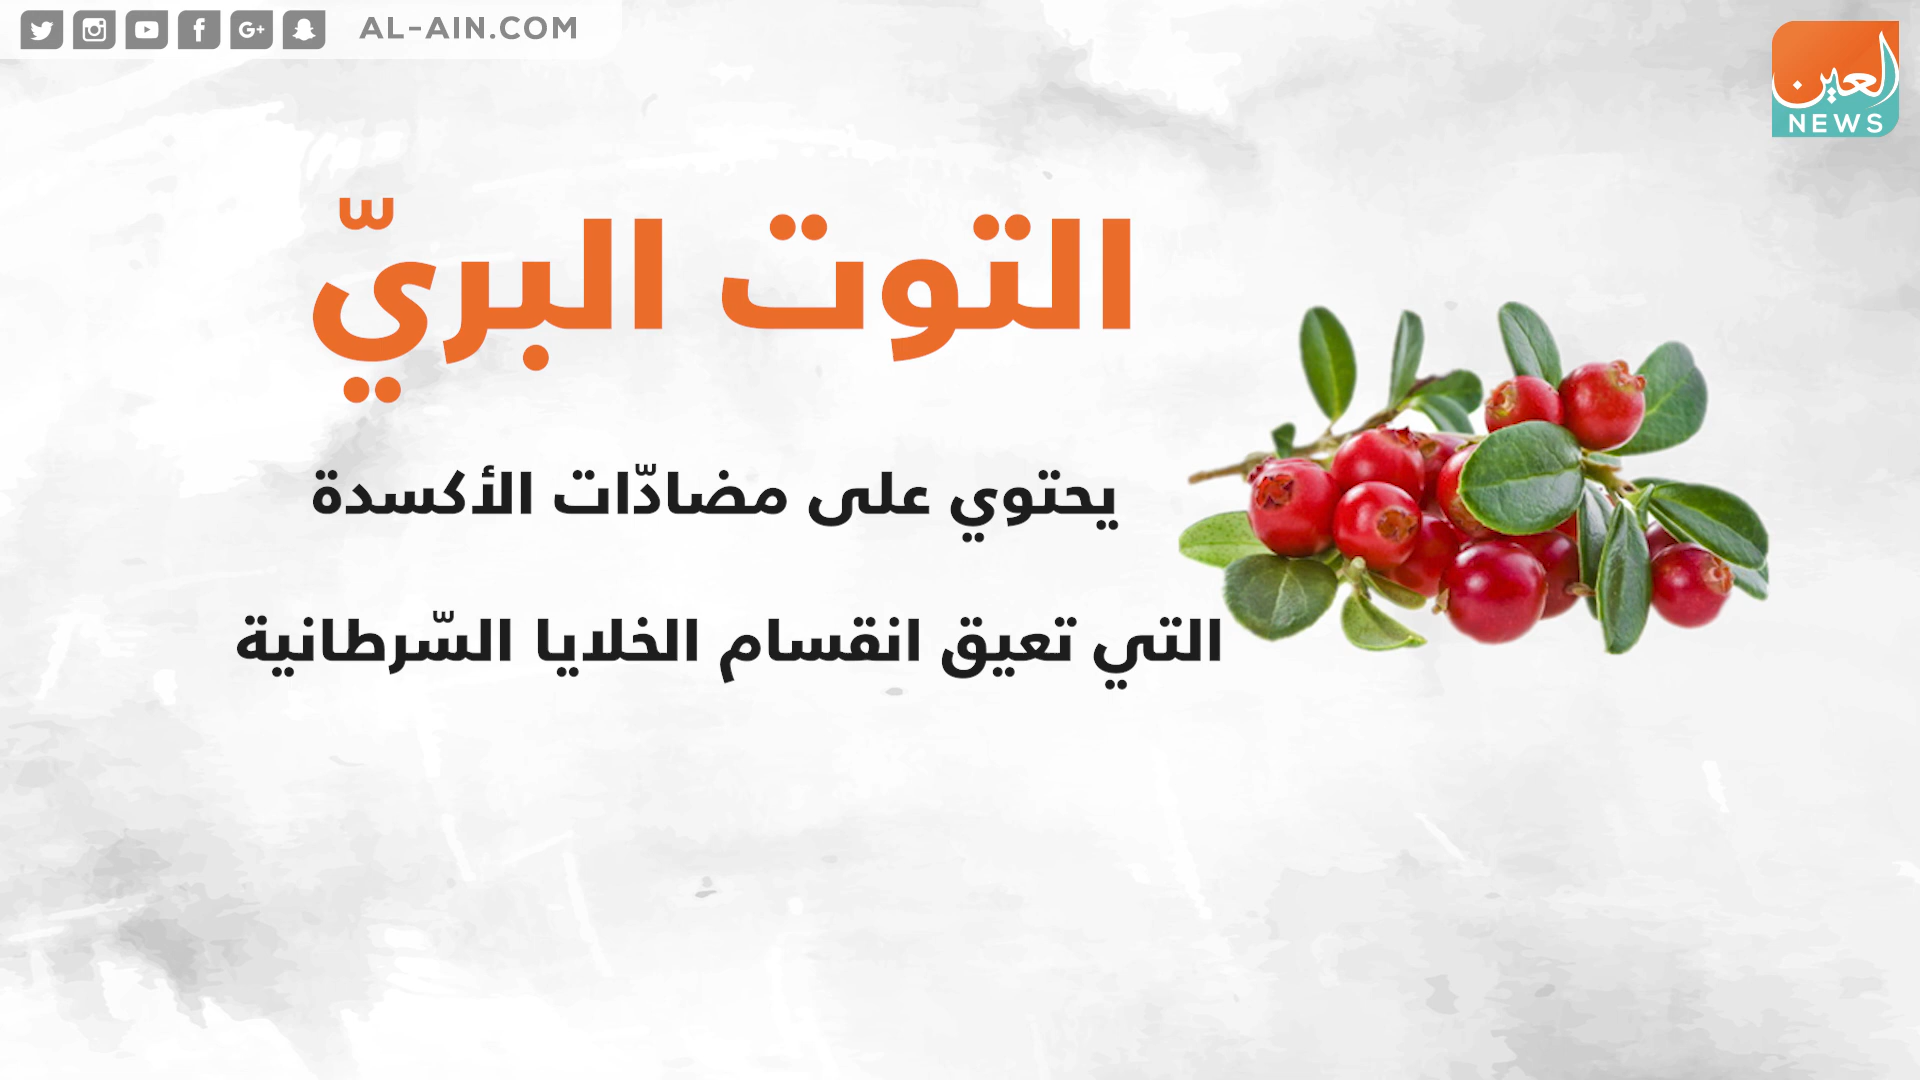 AL-AIN.COM
العين
NEWS
التوت البريّ
يحتوي على مضادّات الأكسدة
التي تعيق انقسام الخلايا السّرطانية